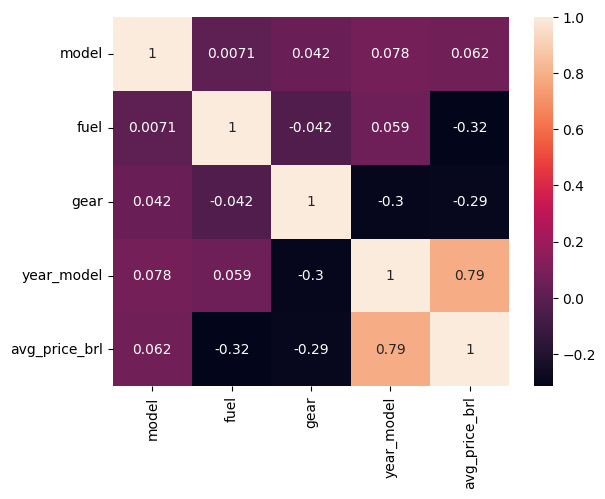 model 1 0.0071 0.042 0.078 0.062
fuel 0.0071 1 -0.042 0.059 -0.32
gear 0.042 -0.042 1 -0.3 -0.29
year_model 0.078 0.059 -0.3 1 0.79
avg_price_brl 0.062 -0.32 -0.29 0.79 1
model fuel gear year_model avg_price_brl
1.0
0.8
0.6
0.4
0.2
0.0
−0.2